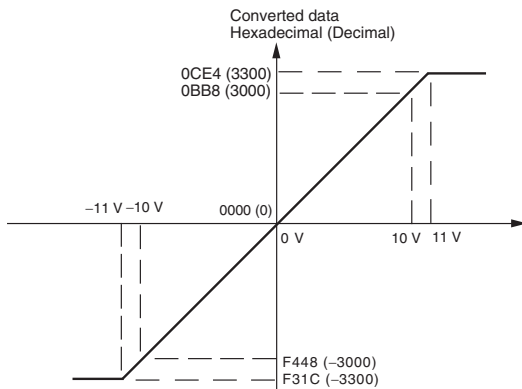 Converted data
Hexadecimal (Decimal)
0CE4 (3300)
0BB8 (3000)
0000 (0)
−11 V −10 V
0 V
10 V
11 V
F448 (−3000)
F31C (−3300)